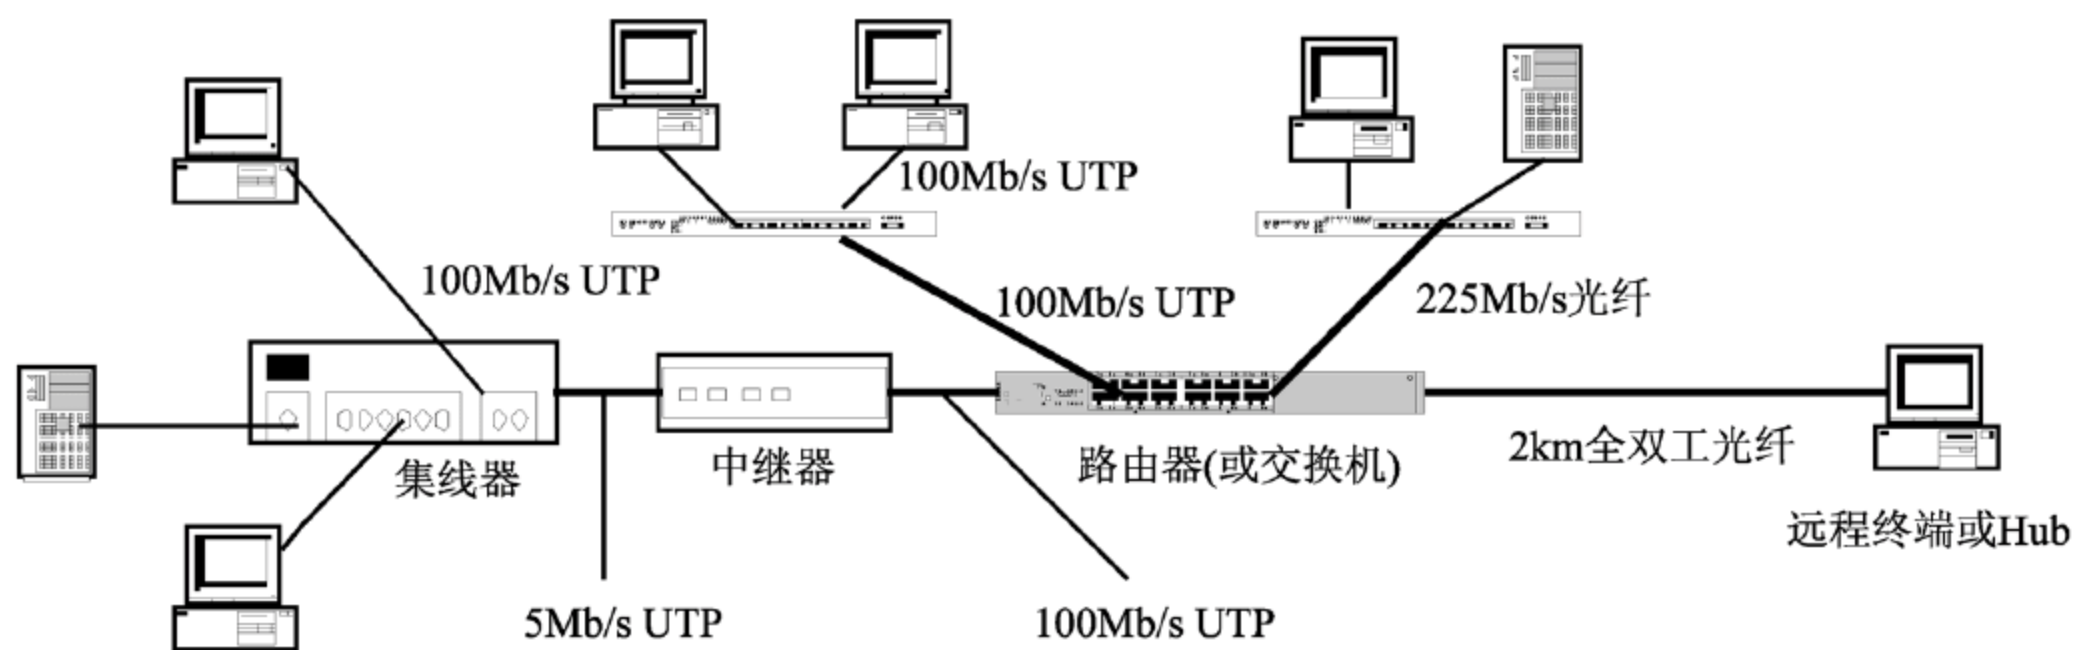 100Mb/s UTP
100Mb/s UTP
100Mb/s UTP
225Mb/s光纤
集线器
中继器
路由器(或交换机)
2km全双工光纤
远程终端或Hub
5Mb/s UTP
100Mb/s UTP